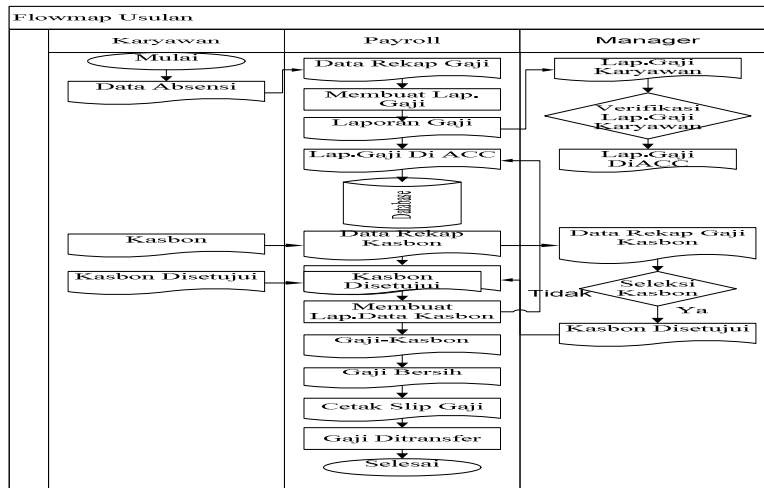 Flowmap Usulan
Karyawan
Payroll
Manager
Mulai
Data Absensi
Data Rekap Gaji
Membuat Lap.
Gaji
Laporan Gaji
Lap.Gaji
Karyawan
Verifikasi
Lap.Gaji
Karyawan
Lap.Gaji Di ACC
Lap.Gaji
DiACC
Database
Kasbon
Data Rekap
Kasbon
Data Rekap Gaji
Kasbon
Kasbon Disetujui
Kasbon
Disetujui
Tidak
Seleksi
Kasbon
Ya
Membuat
Lap.Data Kasbon
Kasbon Disetujui
Gaji-Kasbon
Gaji Bersih
Cetak Slip Gaji
Gaji Ditransfer
Selesai